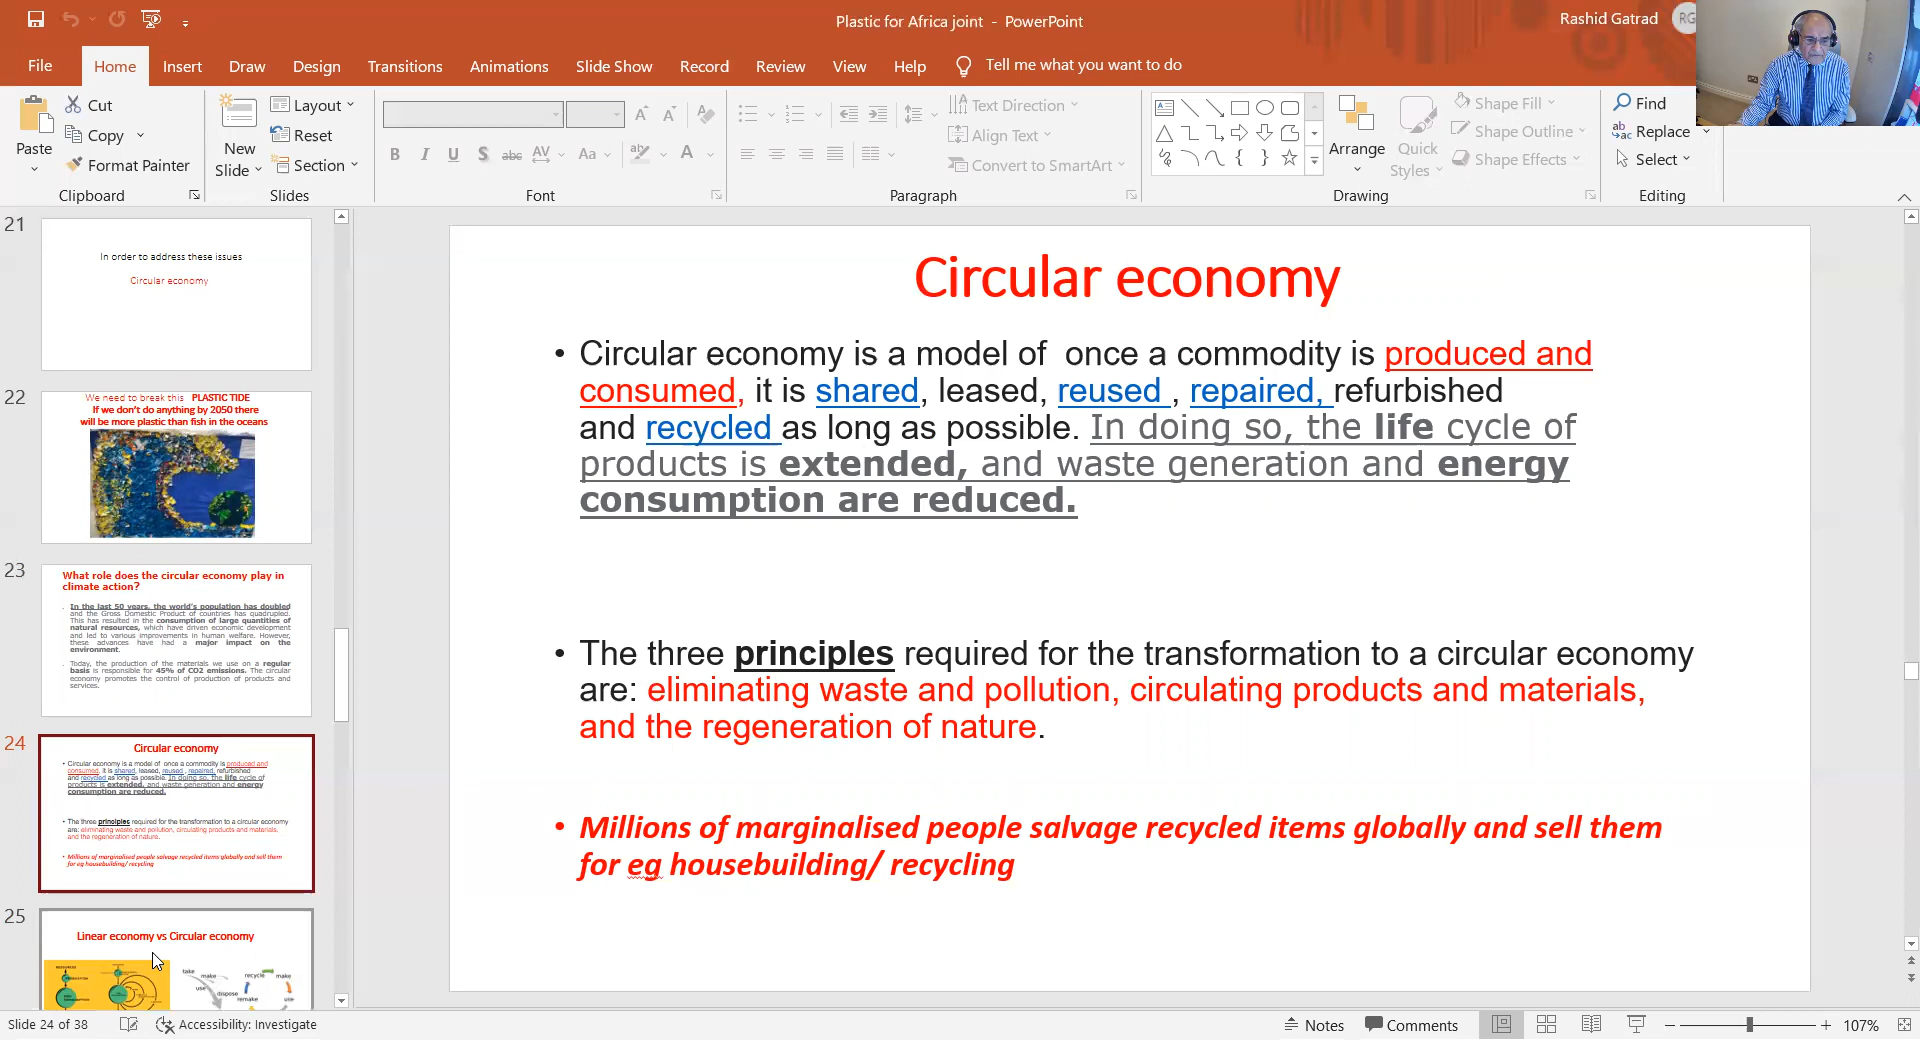 Plastic for Africa joint - PowerPoint
Rashid Gatrad
RG
File
Home
Insert
Draw
Design
Transitions
Animations
Slide Show
Record
Review
View
Help
Tell me what you want to do
Paste
Cut
Copy
Format Painter
Clipboard
New
Slide
Layout
Reset
Section
Slides
B I U S abc AV Aa A
Font
Text Direction
Align Text
Convert to SmartArt
Paragraph
Arrange
Quick
Styles
Shape Fill
Shape Outline
Shape Effects
Drawing
Find
Replace
Select
Editing
21
In order to address these issues
Circular economy
22
We need to break this PLASTIC TIDE
If we don't do anything by 2050 there
will be more plastic than fish in the oceans
23
What role does the circular economy play in
climate action?
In the last 50 years, the world's population has doubled
and the Gross Domestic Product of countries has quadrupled.
This has resulted in the consumption of large quantities of
natural resources, which have driven economic development
and led to various improvements in human welfare. However,
these advances have had a major impact on the
environment.
Today, the production of the materials we use on a regular
basis is responsible for 45% of CO2 emissions. The circular
economy promotes the control of production of products and
services.
24
Circular economy
• Circular economy is a model of once a commodity is produced and
consumed, it is shared, leased, reused , repaired, refurbished
and recycled as long as possible. In doing so, the life cycle of
products is extended, and waste generation and energy
consumption are reduced.
• The three principles required for the transformation to a circular economy
are: eliminating waste and pollution, circulating products and materials,
and the regeneration of nature.
• Millions of marginalised people salvage recycled items globally and sell them
for eg housebuilding/ recycling
25
Linear economy vs Circular economy
take
make
use
dispose
recycle
make
use
remake
Circular economy
• Circular economy is a model of once a commodity is produced and
consumed, it is shared, leased, reused , repaired, refurbished
and recycled as long as possible. In doing so, the life cycle of
products is extended, and waste generation and energy
consumption are reduced.
• The three principles required for the transformation to a circular economy
are: eliminating waste and pollution, circulating products and materials,
and the regeneration of nature.
• Millions of marginalised people salvage recycled items globally and sell them
for eg housebuilding/ recycling
Slide 24 of 38
Accessibility: Investigate
Notes
Comments
107%